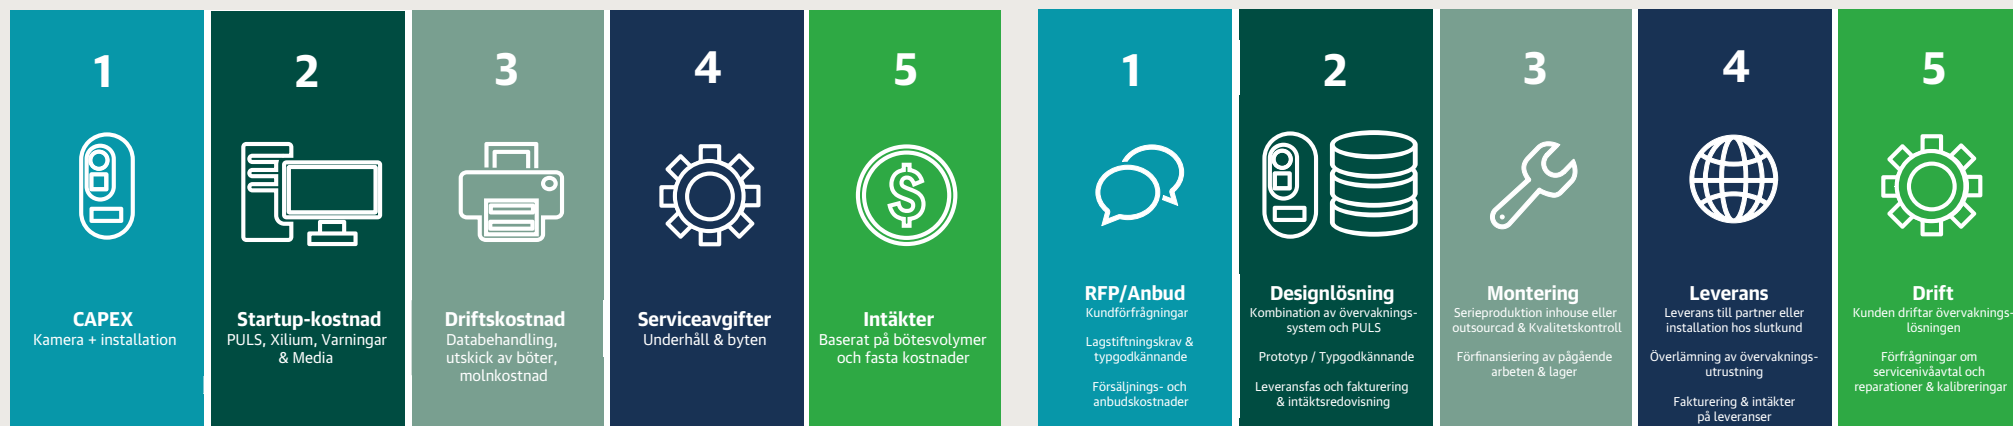 1
CAPEX
Kamera + installation
2
Startup-kostnad
PULS, Xilium, Varningar
& Media
3
Driftskostnad
Databehandling,
utskick av böter,
molnkostnad
4
Serviceavgifter
Underhåll & byten
5
Intäkter
Baserat på bötesvolymer
och fasta kostnader
1
RFP/Anbud
Kundförfrågningar
Lagstiftningskrav &
typgodkännande
Försäljnings- och
anbudskostnader
2
Designlösning
Kombination av övervaknings-
system och PULS
Prototyp / Typgodkännande
Leveransfas och fakturering
& intäktsredovisning
3
Montering
Serieproduktion inhouse eller
outsourcad & Kvalitetskontroll
Förfinansiering av pågående
arbeten & lager
4
Leverans
Leverans till partner eller
installation hos slutkund
Överlämning av övervaknings-
utrustning
Fakturering & intäkter
på leveranser
5
Drift
Kunden driftar övervaknings-
lösningen
Förfrågningar om
servicenivåavtal och
reparationer & kalibreringar